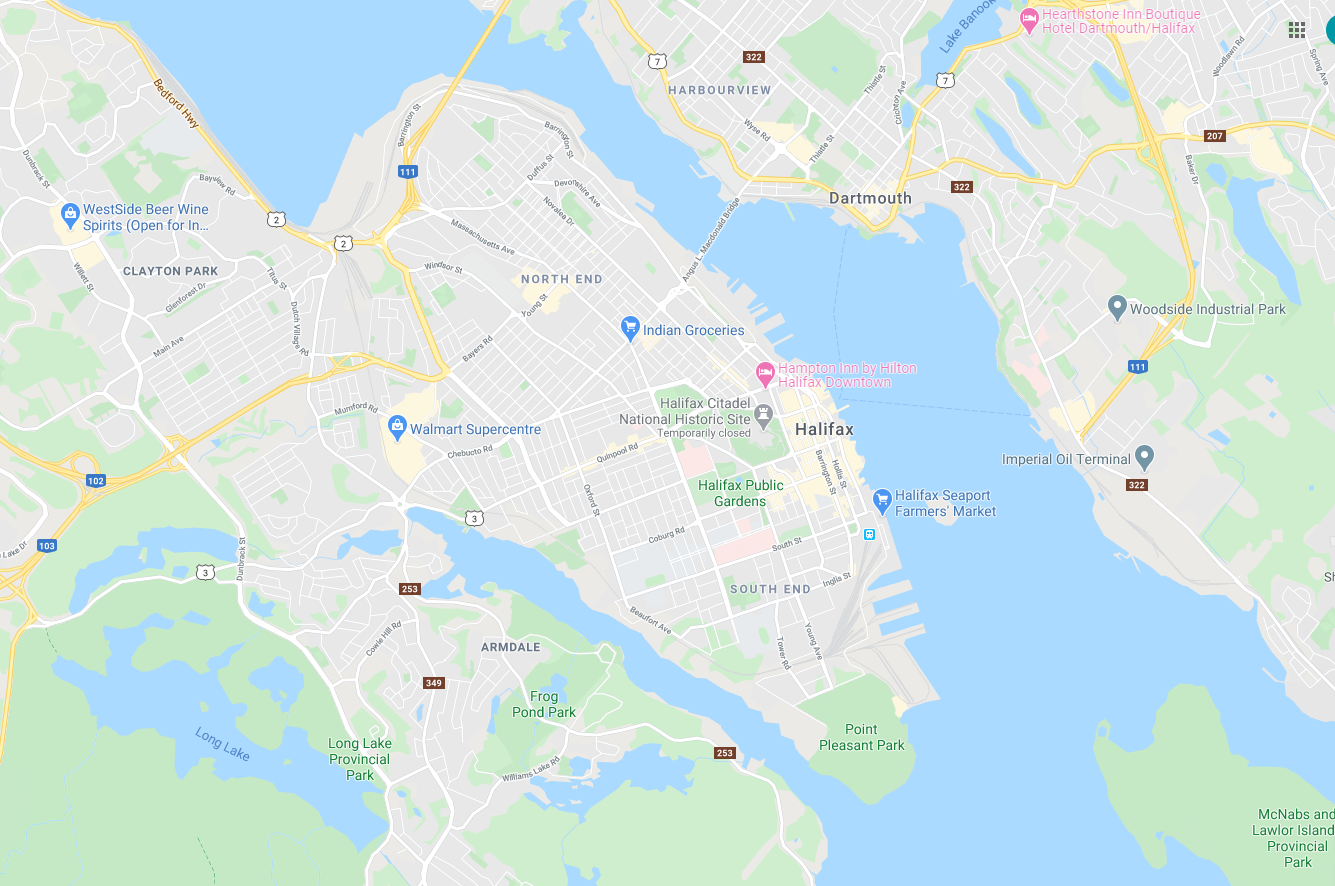 Hearthstone Inn Boutique
Hotel Dartmouth/Halifax
Lake Banook
Woodlawn Rd
Spring Ave
322
7
HARBOURVIEW
Thistle St
7
Crichton Ave
Bedford Hwy
Barrington St
Barrington St
Wyse Rd
Thistle St
207
Dunbrack St
Duffus St
111
Baker Dr
Bayview Rd
Devonshire Ave
322
Dartmouth
WestSide Beer Wine
Spirits (Open for In...
2
2
Novalea Dr
Massachusetts Ave
Angus L. Macdonald Bridge
CLAYTON PARK
Willett St
Titus St
Windsor St
NORTH END
Glenforest Dr
Young St
Woodside Industrial Park
Dutch Village Rd
Indian Groceries
Main Ave
Bayers Rd
111
Hampton Inn by Hilton
Halifax Downtown
Mumford Rd
Halifax Citadel
National Historic Site
Temporarily closed
Walmart Supercentre
Halifax
Chebucto Rd
Quinpool Rd
Barrington St
Hollis St
Imperial Oil Terminal
322
102
Halifax Public
Gardens
Oxford St
Halifax Seaport
Farmers' Market
3
Coburg Rd
South St
103
Lake Dr
Dunbrack St
3
253
SOUTH END
Inglis St
Sh
Beaufort Ave
Cowie Hill Rd
ARMDALE
Tower Rd
Young Ave
349
Frog
Pond Park
Long Lake
Long Lake
Provincial
Park
253
Point
Pleasant Park
Williams Lake Rd
McNabs and
Lawlor Island
Provincial
Park